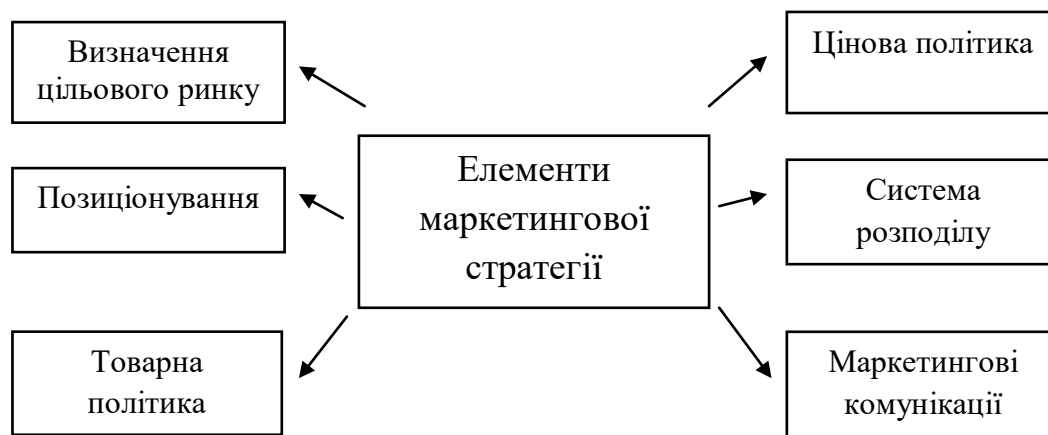 Визначення
цільового ринку
Позиціонування
Товарна
політика
Елементи
маркетингової
стратегії
Цінова політика
Система
розподілу
Маркетингові
комунікації